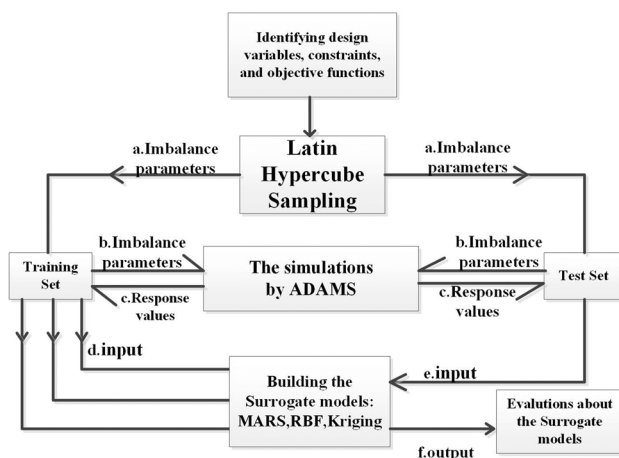 Identifying design
variables, constraints,
and objective functions
a.Imbalance
parameters
Latin
Hypercube
Sampling
a.Imbalance
parameters
Training
Set
b.Imbalance
parameters
c.Response
values
The simulations
by ADAMS
b.Imbalance
parameters
c.Response
values
Test Set
d.input
Building the
Surrogate models:
MARS,RBF,Kriging
e.input
f.output
Evalutions about
the Surrogate
models